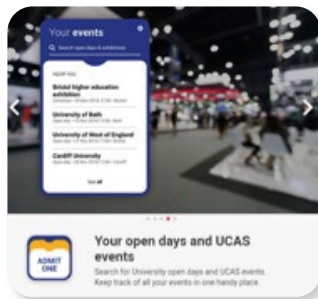 Your events
Search open days & exhibitions
NEAR YOU
Bristol higher education
exhibition
University of Bath
University of West of England
Cardiff University
See all
ADMIT
ONE
Your open days and UCAS
events
Search for University open days and UCAS events.
Keep track of all your events in one handy place.